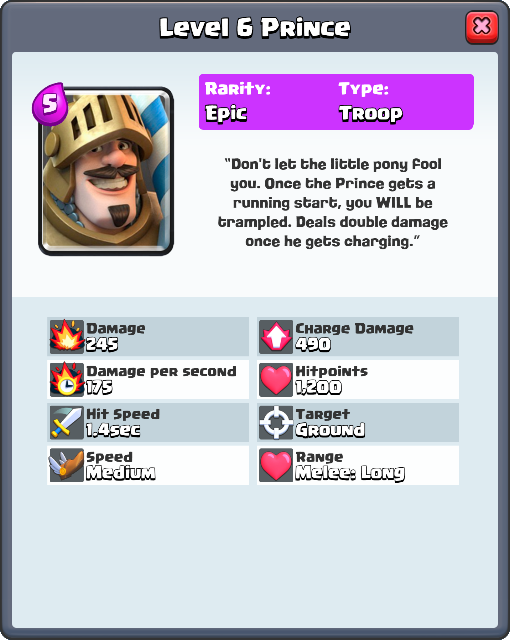 Level 6 Prince
5
Rarity:
Epic
Type:
Troop
"Don't let the little pony fool
you. Once the Prince gets a
running start, you WILL be
trampled. Deals double damage
once he gets charging."
Damage
245
Charge Damage
490
Damage per second
175
Hitpoints
1,200
Hit Speed
1.4sec
Target
Ground
Speed
Medium
Range
Melee: Long